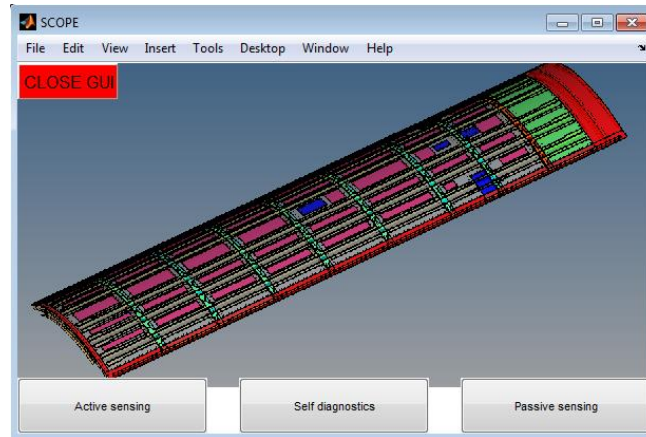 SCOPE
File Edit View Insert Tools Desktop Window Help
CLOSE GUI
Active sensing Self diagnostics Passive sensing